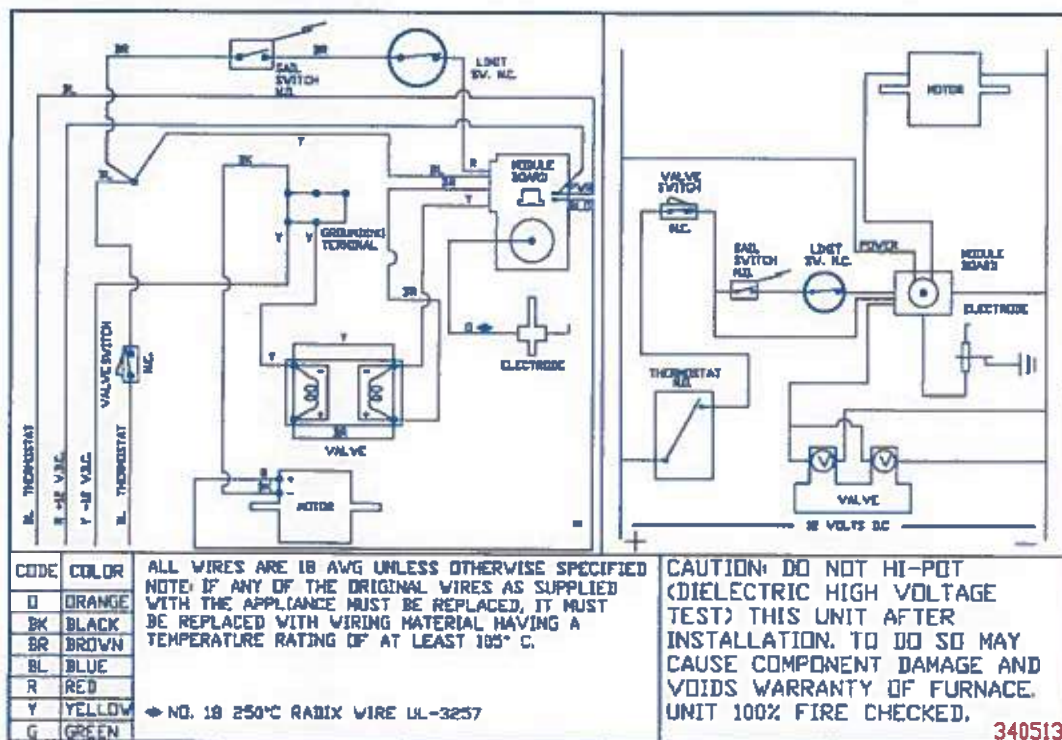 BR
BR
SAIL
SWITCH
N.O.
LIMIT
SW. N.C.
BL
Y
BK
BL
R
BL
BR
Y
MODULE
BOARD
PWR
BLO
Y
Y
GROUNDING
TERMINAL
BR
O
ELECTRODE
VALVE SWITCH
N.C.
Y
Y
BR
VALVE
BL THERMOSTAT
R +12 V.D.C.
Y -12 V.D.C.
BL THERMOSTAT
+
-
MOTOR
MOTOR
VALVE
SWITCH
N.C.
SAIL
SWITCH
N.O.
LIMIT
SW. N.C.
POWER
MODULE
BOARD
ELECTRODE
THERMOSTAT
N.O.
V
V
VALVE
12 VOLTS D.C
+
-
CODE COLOR
O ORANGE
BK BLACK
BR BROWN
BL BLUE
R RED
Y YELLOW
G GREEN
ALL WIRES ARE 18 AWG UNLESS OTHERWISE SPECIFIED
NOTE: IF ANY OF THE ORIGINAL WIRES AS SUPPLIED
WITH THE APPLIANCE MUST BE REPLACED, IT MUST
BE REPLACED WITH WIRING MATERIAL HAVING A
TEMPERATURE RATING OF AT LEAST 105° C.
NO. 18 250°C RADIX WIRE UL-3257
CAUTION: DO NOT HI-POT
(DIELECTRIC HIGH VOLTAGE
TEST) THIS UNIT AFTER
INSTALLATION. TO DO SO MAY
CAUSE COMPONENT DAMAGE AND
VOIDS WARRANTY OF FURNACE.
UNIT 100% FIRE CHECKED.
340513